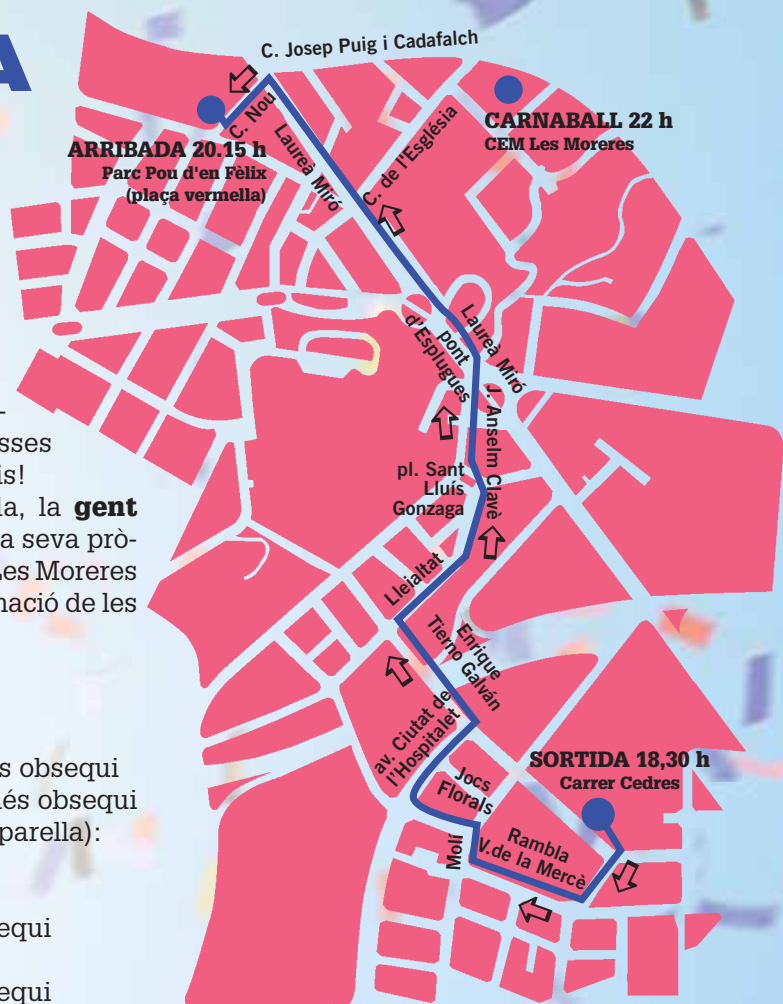 A
C. Josep Puig i Cadafalch
C. Nou
Laureà Miró
C. de l'Església
CARNABALL 22 h
CEM Les Moreres
ARRIBADA 20.15 h
Parc Pou d'en Fèlix
(plaça vermella)
Laureà Miró
pont
d'Esplugues
J. Anselm Clavè
pl. Sant
Lluís
Gonzaga
-
sses
is!
la, la gent
a seva prò-
Les Moreres
nació de les
Lleialtat
Enrique
Tierno Galván
av. Ciutat de
l'Hospitalet
s obsequi
és obsequi
parella):
SORTIDA 18,30 h
Carrer Cedres
Jocs
Florals
Molí
Rambla
V.de la Mercè
equi
equi